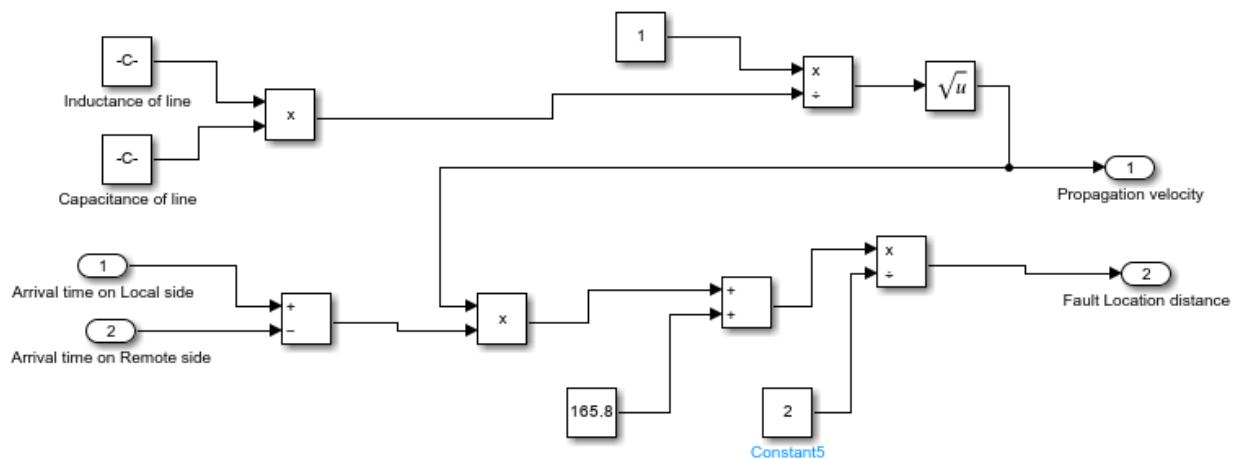 1
-C-
x
÷
√u
Inductance of line
x
-C-
1
Capacitance of line
Propagation velocity
1
x
÷
2
Arrival time on Local side
+
−
x
+
+
Fault Location distance
2
Arrival time on Remote side
165.8
2
Constant5